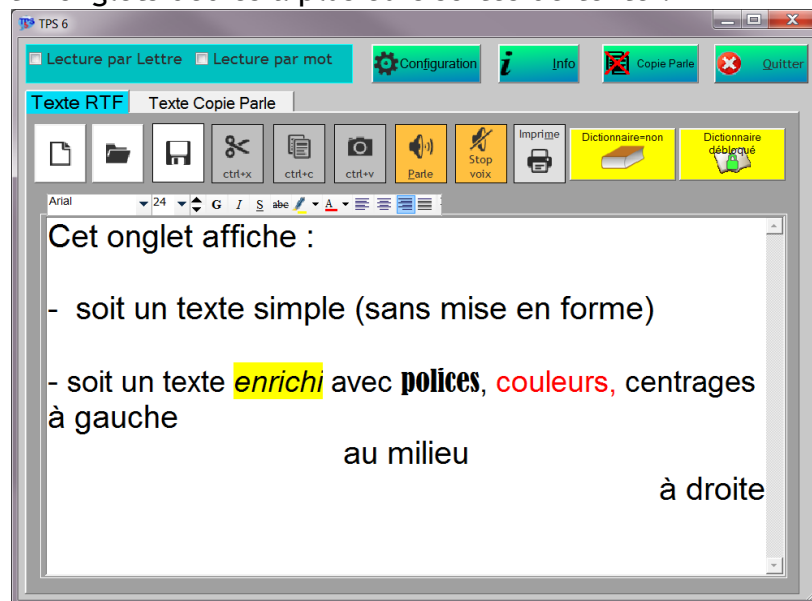 TPS 6
Lecture par Lettre Lecture par mot
Configuration
Info
Copie Parle
Quitter
Texte RTF Texte Copie Parle
ctrl+x
ctrl+c
ctrl+v
Parle
Stop voix
Imprime
Dictionnaire=non
Dictionnaire débloqué
Arial 24 G I S abc A
Cet onglet affiche :
- soit un texte simple (sans mise en forme)
- soit un texte enrichi avec polices, couleurs, centrages
à gauche
au milieu
à droite